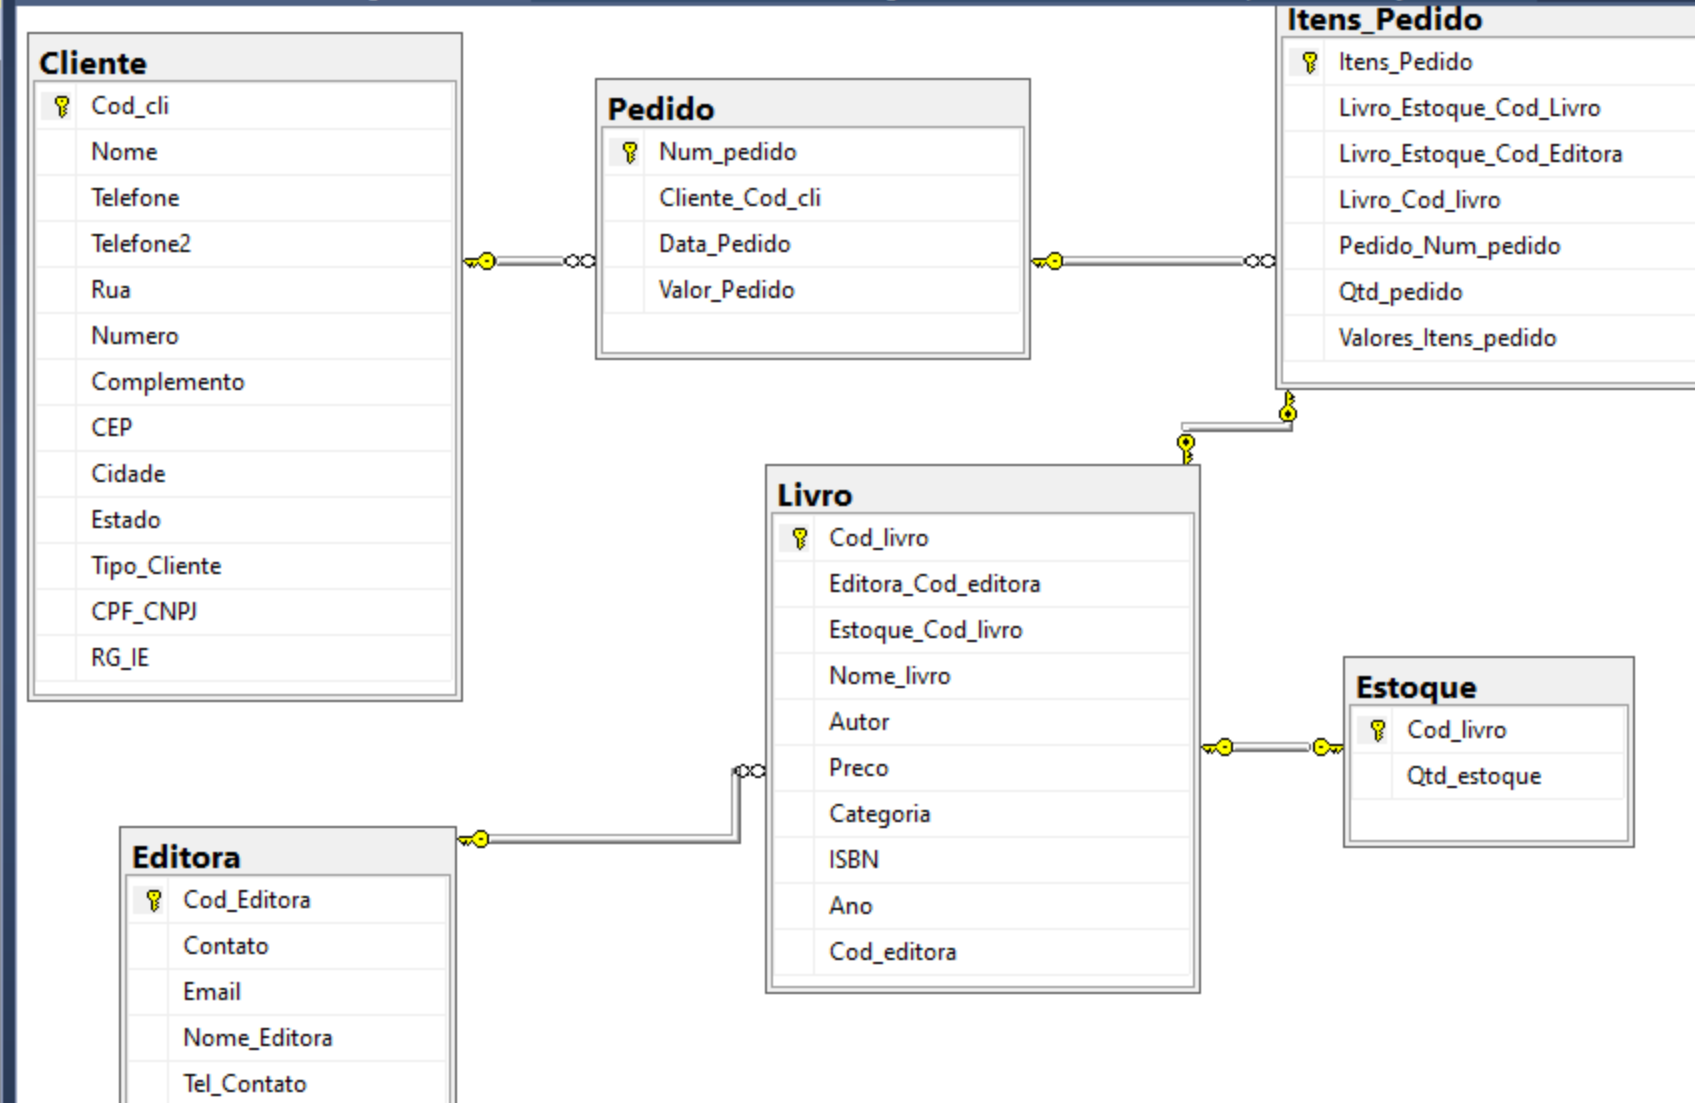 Cliente
Cod_cli
Nome
Telefone
Telefone2
Rua
Numero
Complemento
CEP
Cidade
Estado
Tipo_Cliente
CPF_CNPJ
RG_IE
Pedido
Num_pedido
Cliente_Cod_cli
Data_Pedido
Valor_Pedido
Itens_Pedido
Itens_Pedido
Livro_Estoque_Cod_Livro
Livro_Estoque_Cod_Editora
Livro_Cod_livro
Pedido_Num_pedido
Qtd_pedido
Valores_Itens_pedido
Livro
Cod_livro
Editora_Cod_editora
Estoque_Cod_livro
Nome_livro
Autor
Preco
Categoria
ISBN
Ano
Cod_editora
Estoque
Cod_livro
Qtd_estoque
Editora
Cod_Editora
Contato
Email
Nome_Editora
Tel_Contato